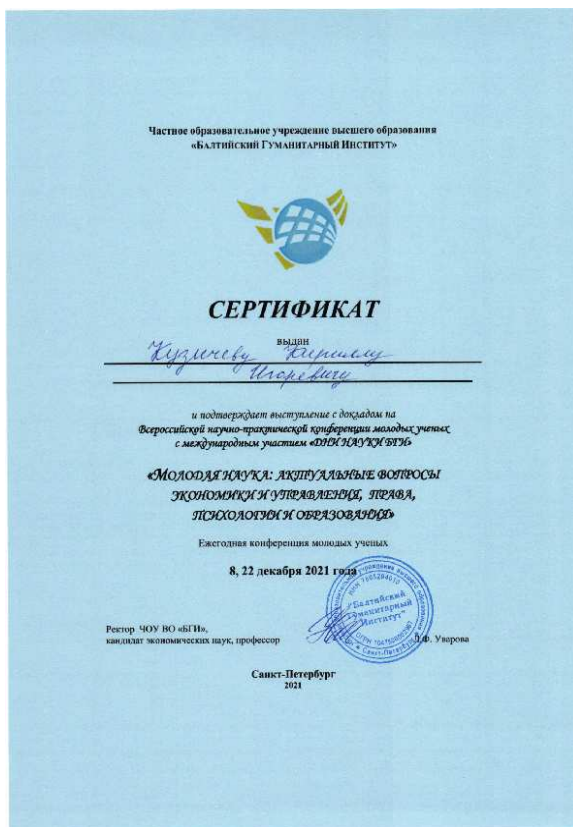 Частное образовательное учреждение высшего образования
«БАЛТИЙСКИЙ ГУМАНИТАРНЫЙ ИНСТИТУТ»
СЕРТИФИКАТ
выдан
Кузичеву Кириллу
Игоревичу
и подтверждает выступление с докладом на
Всероссийской научно-практической конференции молодых ученых
с международным участием «ДНИ НАУКИ БГИ»
«МОЛОДАЯ НАУКА: АКТУАЛЬНЫЕ ВОПРОСЫ
ЭКОНОМИКИ И УПРАВЛЕНИЯ, ПРАВА,
ПСИХОЛОГИИ И ОБРАЗОВАНИЯ»
Ежегодная конференция молодых ученых
8, 22 декабря 2021 года
"Балтийский
Гуманитарный
Институт"
Ректор ЧОУ ВО «БГИ»,
кандидат экономических наук, профессор
Уварова
Санкт-Петербург
2021